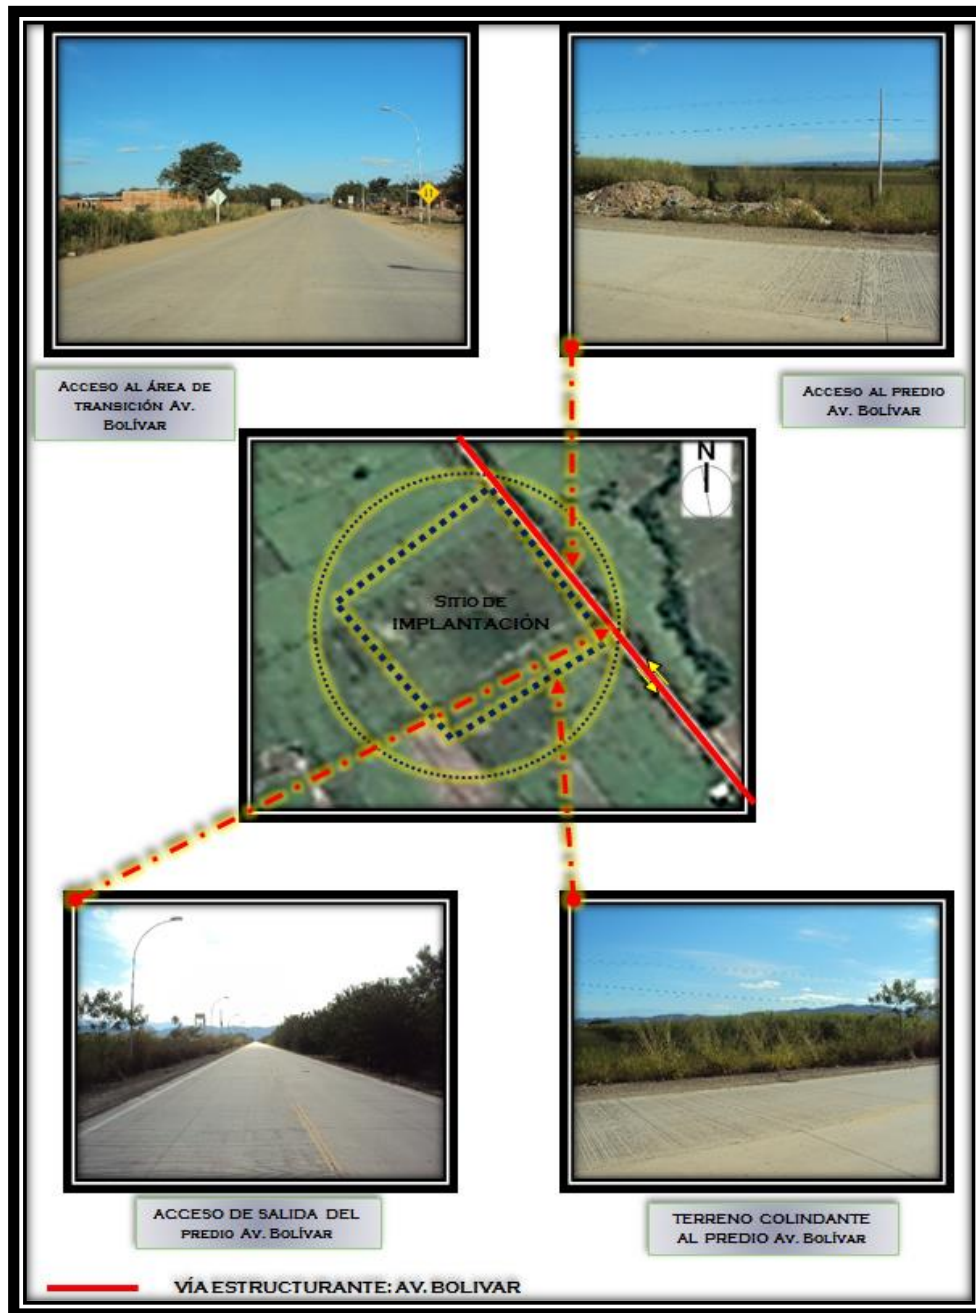 ACCESO AL ÁREA DE
TRANSICIÓN AV.
BOLÍVAR
ACCESO AL PREDIO
AV. BOLÍVAR
N
SITIO DE
IMPLANTACIÓN
ACCESO DE SALIDA DEL
PREDIO AV. BOLÍVAR
TERRENO COLINDANTE
AL PREDIO AV. BOLÍVAR
VÍA ESTRUCTURANTE: AV. BOLIVAR